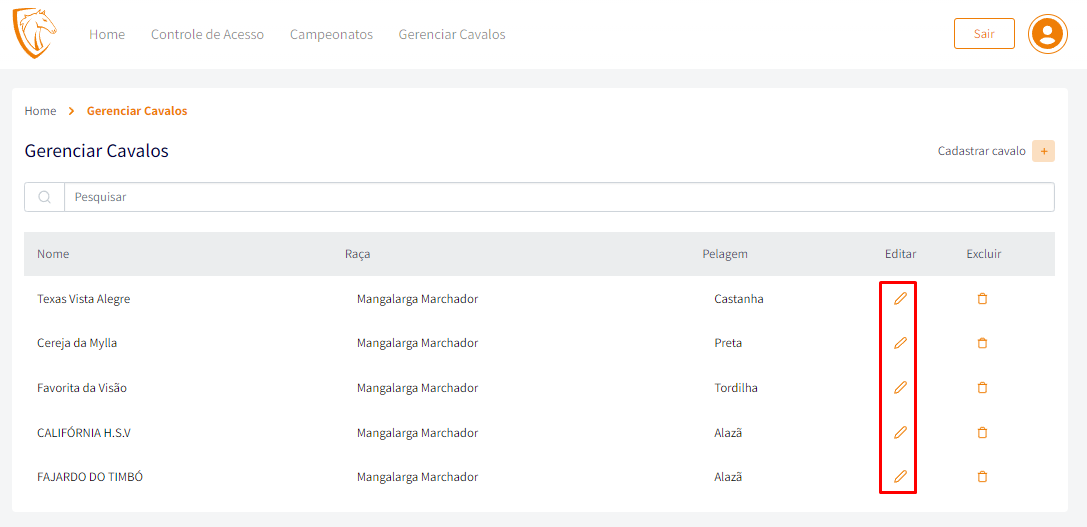 Home Controle de Acesso Campeonatos Gerenciar Cavalos Sair
Home > Gerenciar Cavalos
Gerenciar Cavalos Cadastrar cavalo +
Pesquisar
Nome Raça Pelagem Editar Excluir
Texas Vista Alegre Mangalarga Marchador Castanha
Cereja da Mylla Mangalarga Marchador Preta
Favorita da Visão Mangalarga Marchador Tordilha
CALIFÓRNIA H.S.V Mangalarga Marchador Alazã
FAJARDO DO TIMBÓ Mangalarga Marchador Alazã